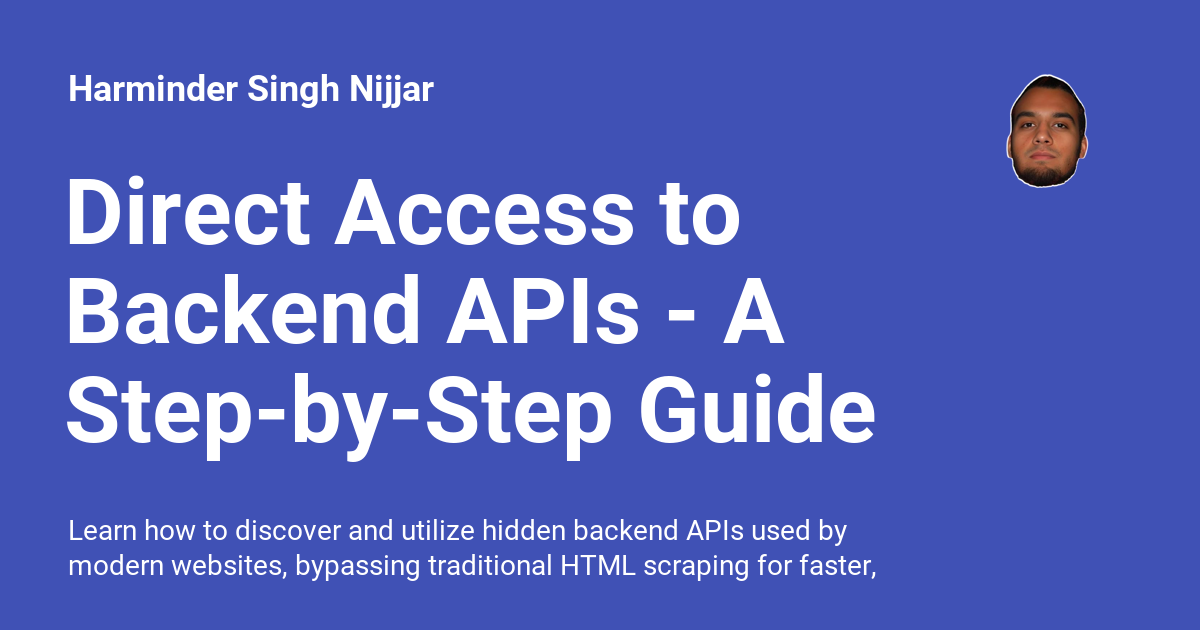 Harminder Singh Nijjar
Direct Access to
Backend APIs - A
Step-by-Step Guide
Learn how to discover and utilize hidden backend APIs used by
modern websites, bypassing traditional HTML scraping for faster,